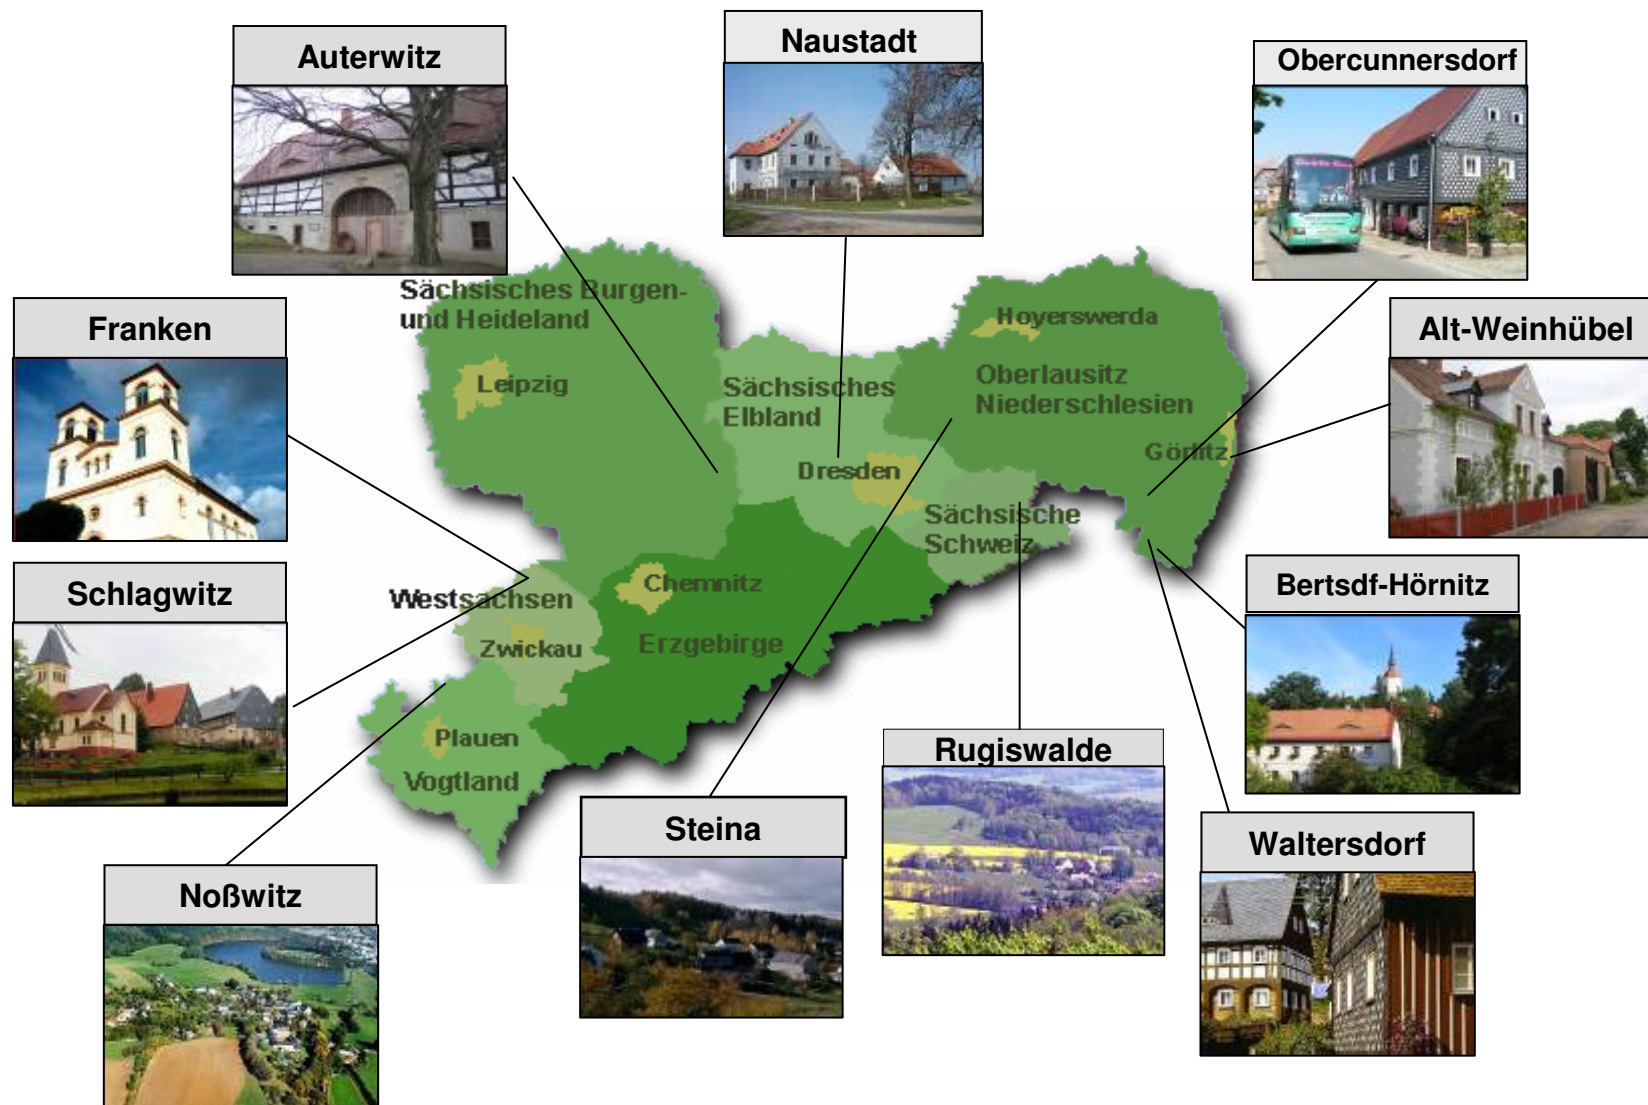 Auterwitz
Naustadt
Obercunnersdorf
Franken
Alt-Weinhübel
Sächsisches Burgen-
und Heideland
Hoyerswerda
Leipzig
Sächsisches
Elbland
Oberlausitz
Niederschlesien
Görlitz
Dresden
Sächsische
Schweiz
Schlagwitz
Westsachsen
Chemnitz
Zwickau
Erzgebirge
Bertsdf-Hörnitz
Plauen
Vogtland
Rugiswalde
Steina
Waltersdorf
Noßwitz